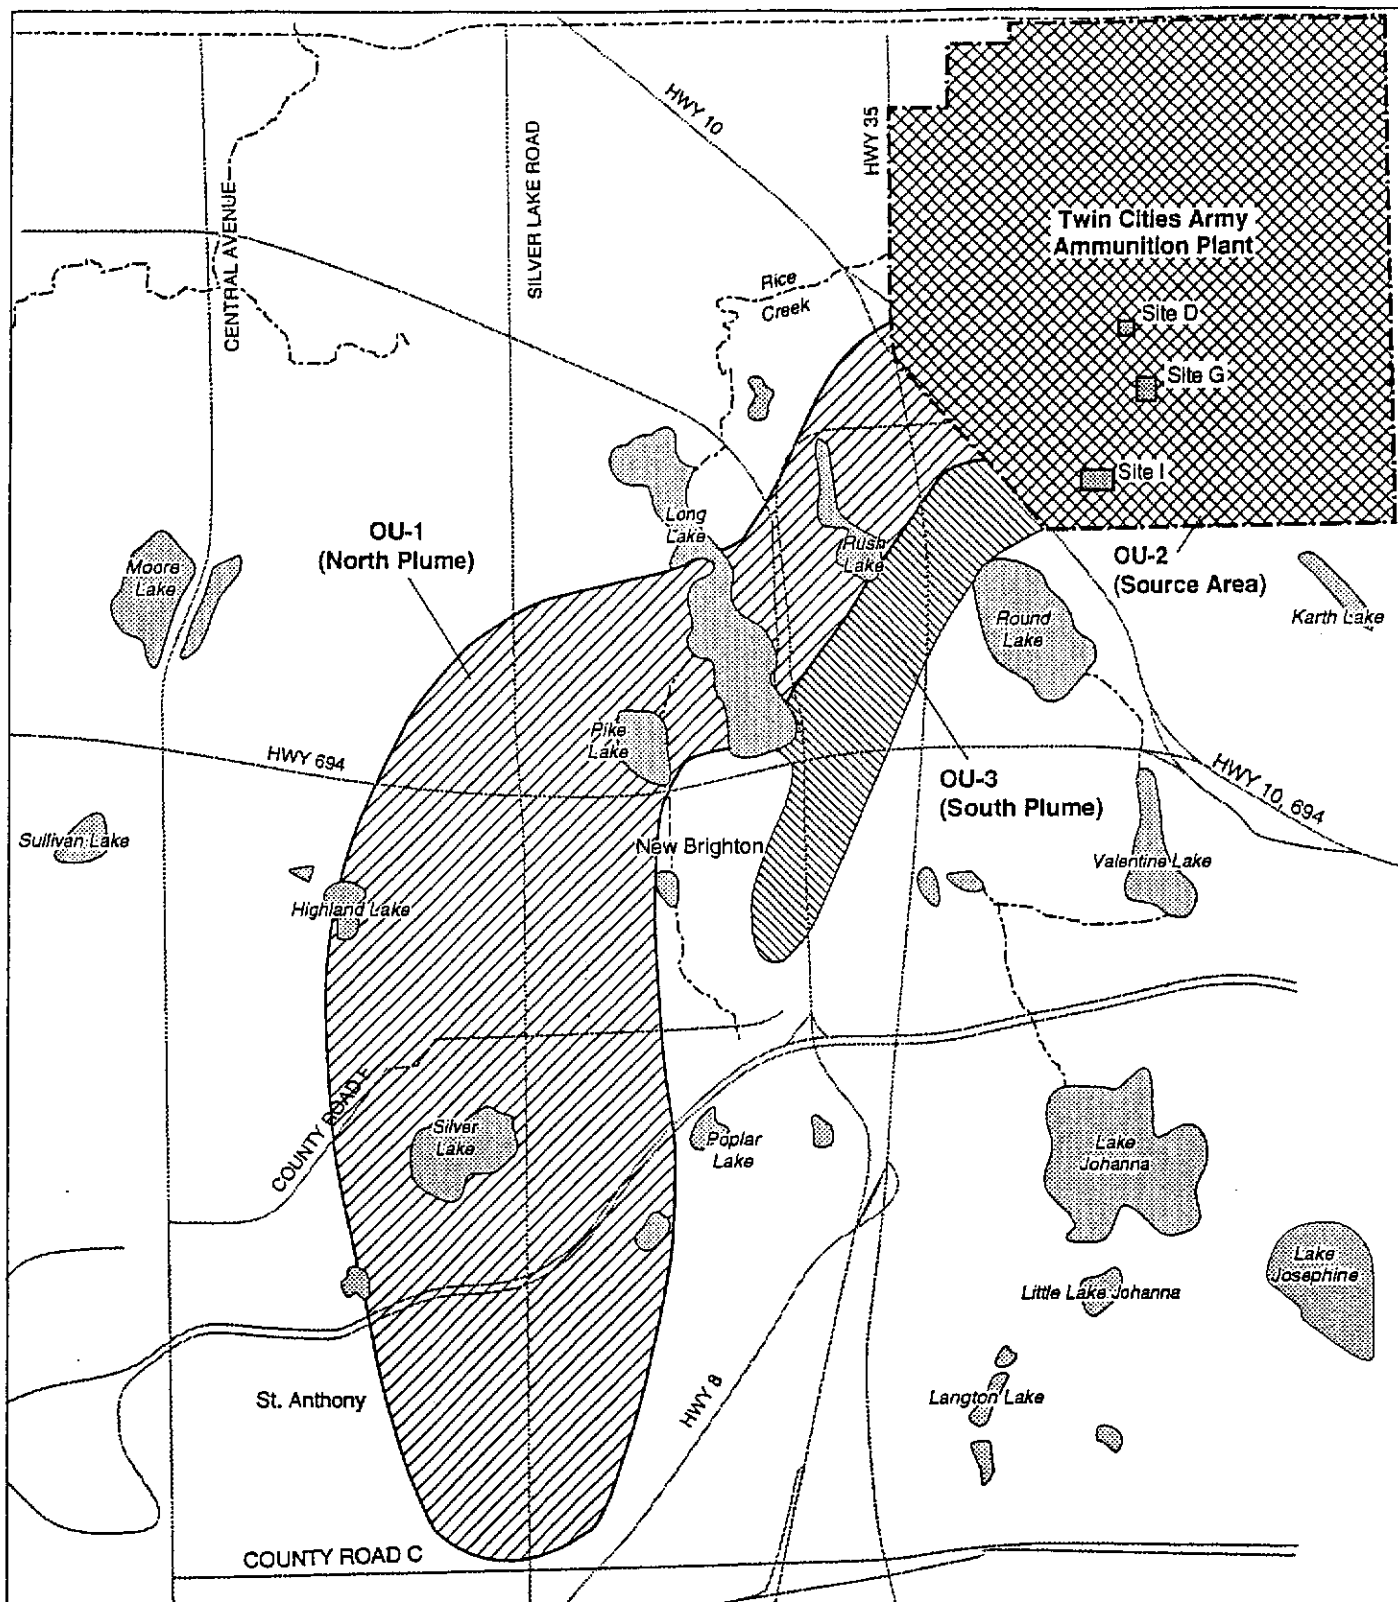 HWY 10
HWY 35
CENTRAL AVENUE
SILVER LAKE ROAD
Twin Cities Army
Ammunition Plant
Rice
Creek
Site D
Site G
Site I
Long
Lake
Rush
Lake
OU-1
(North Plume)
Moore
Lake
OU-2
(Source Area)
Round
Lake
Karth Lake
Pike
Lake
HWY 694
OU-3
(South Plume)
HWY 10, 694
Sullivan Lake
New Brighton
Valentine Lake
Highland Lake
COUNTY ROAD F
Silver
Lake
Poplar
Lake
Lake
Johanna
Lake
Josephine
Little Lake Johanna
St. Anthony
HWY 8
Langton Lake
COUNTY ROAD C